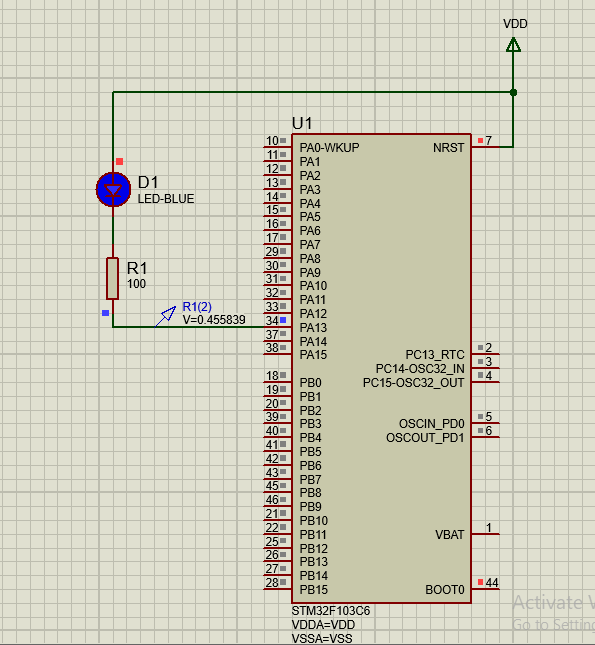 VDD
U1
10 PA0-WKUP NRST 7
11 PA1
12 PA2
13 PA3
14 PA4
15 PA5
16 PA6
17 PA7
29 PA8
30 PA9
31 PA10
32 PA11
33 PA12
34 PA13
37 PA14
38 PA15
D1
LED-BLUE
R1
100
R1(2)
V=0.455839
PC13_RTC 2
PC14-OSC32_IN 3
PC15-OSC32_OUT 4
18 PB0
19 PB1
20 PB2
39 PB3
40 PB4
41 PB5
42 PB6
43 PB7
45 PB8
46 PB9
21 PB10
22 PB11
25 PB12
26 PB13
27 PB14
28 PB15
OSCIN_PD0 5
OSCOUT_PD1 6
VBAT 1
BOOT0 44
STM32F103C6
VDDA=VDD
VSSA=VSS
Activate W
Go to Setting